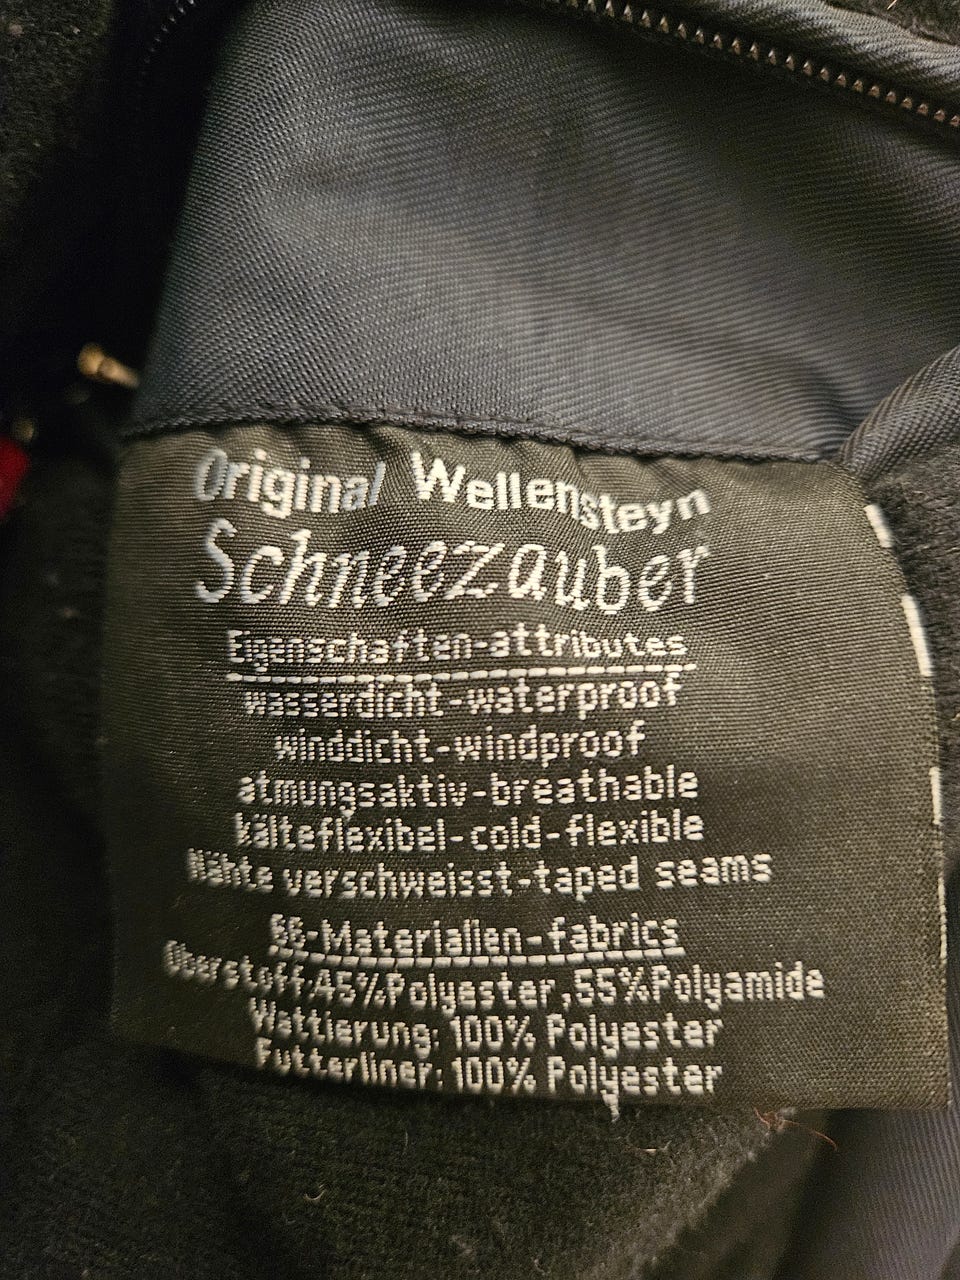 Original Wellensteyn
Schneezauber
Eigenschaften-attributes
wasserdicht-waterproof
winddicht-windproof
atmungsaktiv-breathable
kälteflexibel-cold-flexible
Nähte verschweisst-taped seams
66-Materialien-fabrics
Oberstoff:45%Polyester,55%Polyamide
Wattierung: 100% Polyester
Futterliner: 100% Polyester